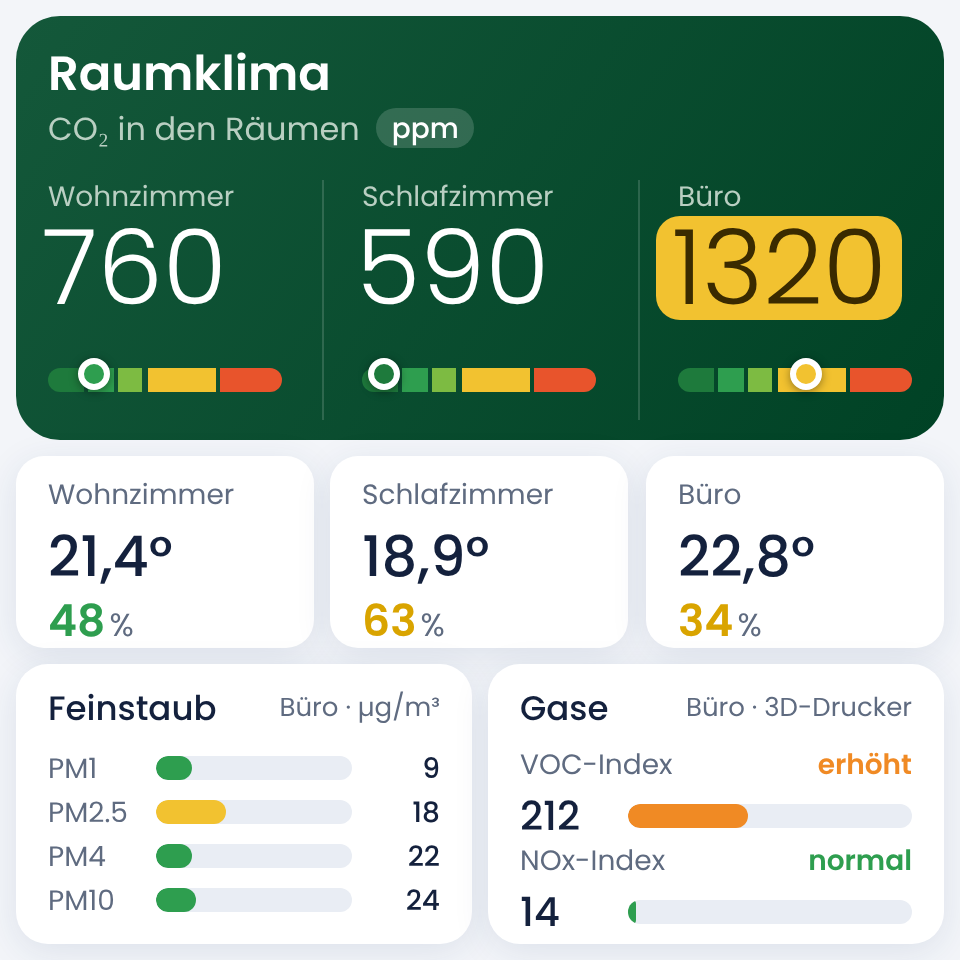 Raumklima
CO₂ in den Räumen ppm
Wohnzimmer Schlafzimmer Büro
760 590 1320
Wohnzimmer Schlafzimmer Büro
21,4° 18,9° 22,8°
48 % 63 % 34 %
Feinstaub Büro · µg/m³
PM1 9
PM2.5 18
PM4 22
PM10 24
Gase Büro · 3D-Drucker
VOC-Index erhöht
212
NOx-Index normal
14